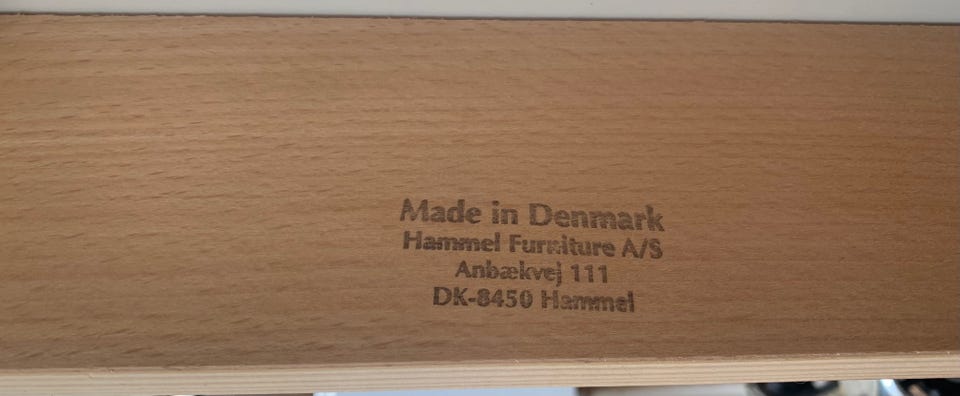 Made in Denmark
Hammel Furniture A/S
Anbækvej 111
DK-8450 Hammel